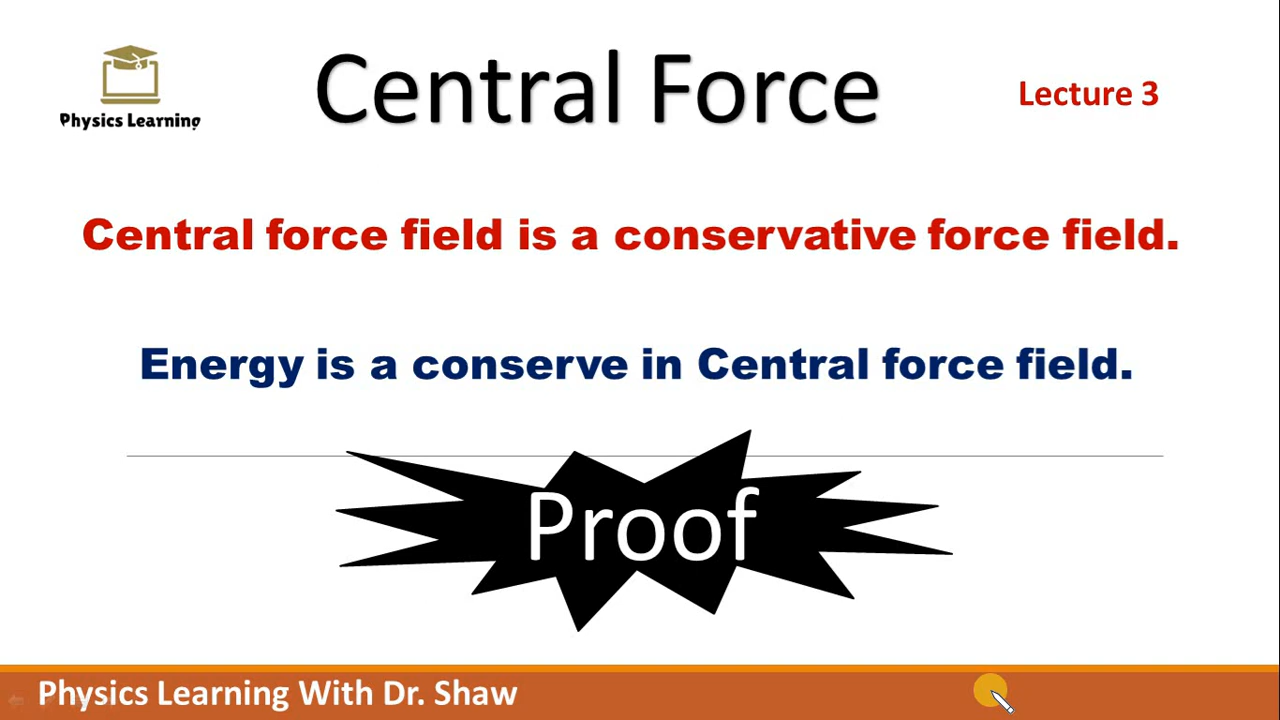 Physics Learning
Central Force
Lecture 3
Central force field is a conservative force field.
Energy is a conserve in Central force field.
Proof
Physics Learning With Dr. Shaw